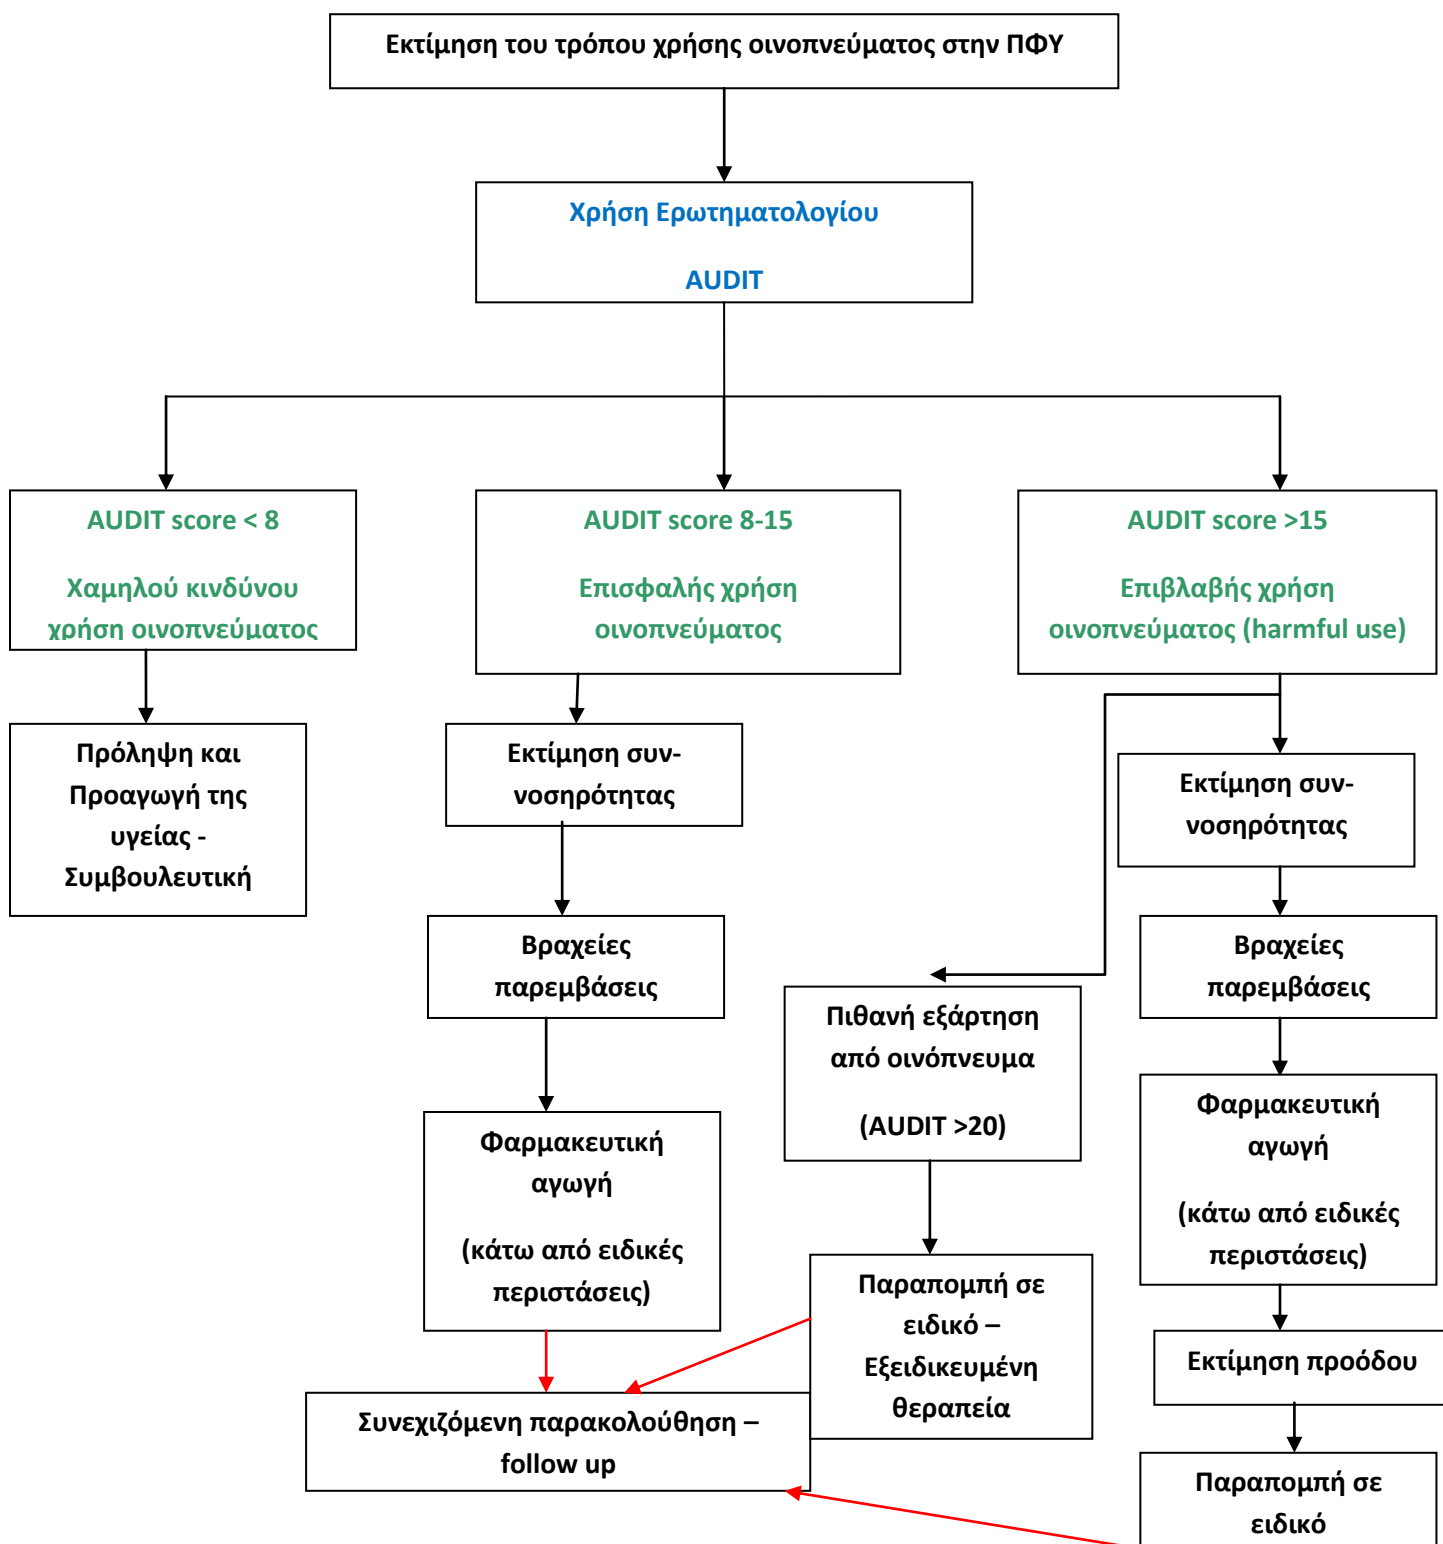 Εκτίμηση του τρόπου χρήσης οινοπνεύματος στην ΠΦΥ
Χρήση Ερωτηματολογίου
AUDIT
AUDIT score < 8
Χαμηλού κινδύνου
χρήση οινοπνεύματος
AUDIT score 8-15
Επισφαλής χρήση
οινοπνεύματος
AUDIT score >15
Επιβλαβής χρήση
οινοπνεύματος (harmful use)
Πρόληψη και
Προαγωγή της
υγείας -
Συμβουλευτική
Εκτίμηση συν-
νοσηρότητας
Εκτίμηση συν-
νοσηρότητας
Βραχείες
παρεμβάσεις
Βραχείες
παρεμβάσεις
Πιθανή εξάρτηση
από οινόπνευμα
(AUDIT >20)
Φαρμακευτική
αγωγή
(κάτω από ειδικές
περιστάσεις)
Φαρμακευτική
αγωγή
(κάτω από ειδικές
περιστάσεις)
Παραπομπή σε
ειδικό –
Εξειδικευμένη
θεραπεία
Εκτίμηση προόδου
Συνεχιζόμενη παρακολούθηση –
follow up
Παραπομπή σε
ειδικό